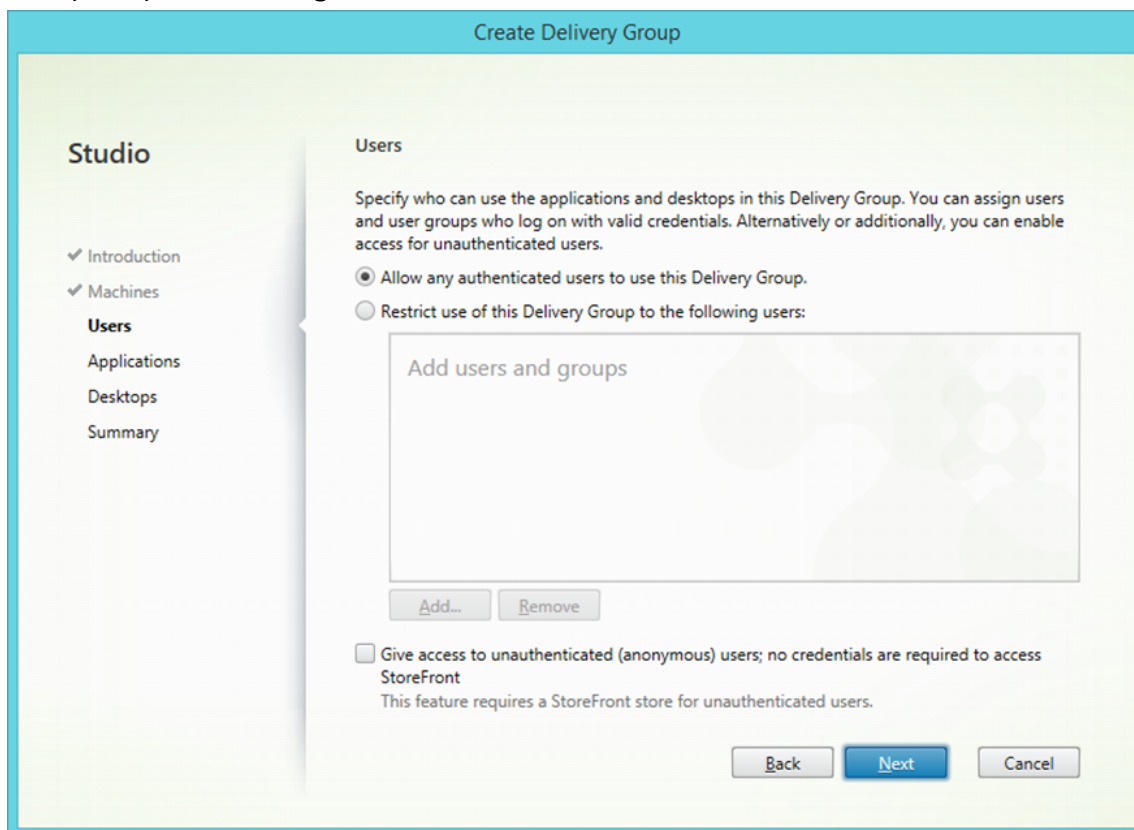 Create Delivery Group
Studio
✔ Introduction
✔ Machines
Users
Applications
Desktops
Summary
Users
Specify who can use the applications and desktops in this Delivery Group. You can assign users
and user groups who log on with valid credentials. Alternatively or additionally, you can enable
access for unauthenticated users.
Allow any authenticated users to use this Delivery Group.
Restrict use of this Delivery Group to the following users:
Add users and groups
Add... Remove
Give access to unauthenticated (anonymous) users; no credentials are required to access
StoreFront
This feature requires a StoreFront store for unauthenticated users.
Back Next Cancel